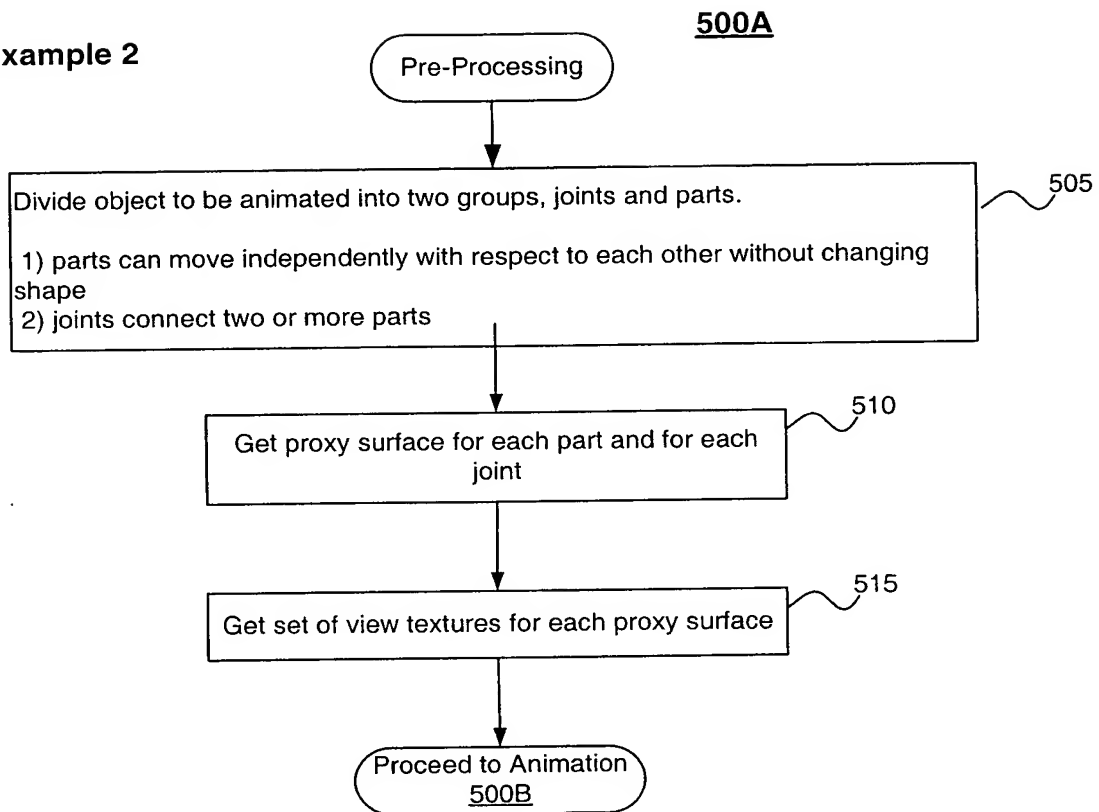 500A
xample 2
Pre-Processing
Divide object to be animated into two groups, joints and parts.
505
1) parts can move independently with respect to each other without changing
shape
2) joints connect two or more parts
510
Get proxy surface for each part and for each
joint
515
Get set of view textures for each proxy surface
Proceed to Animation
500B